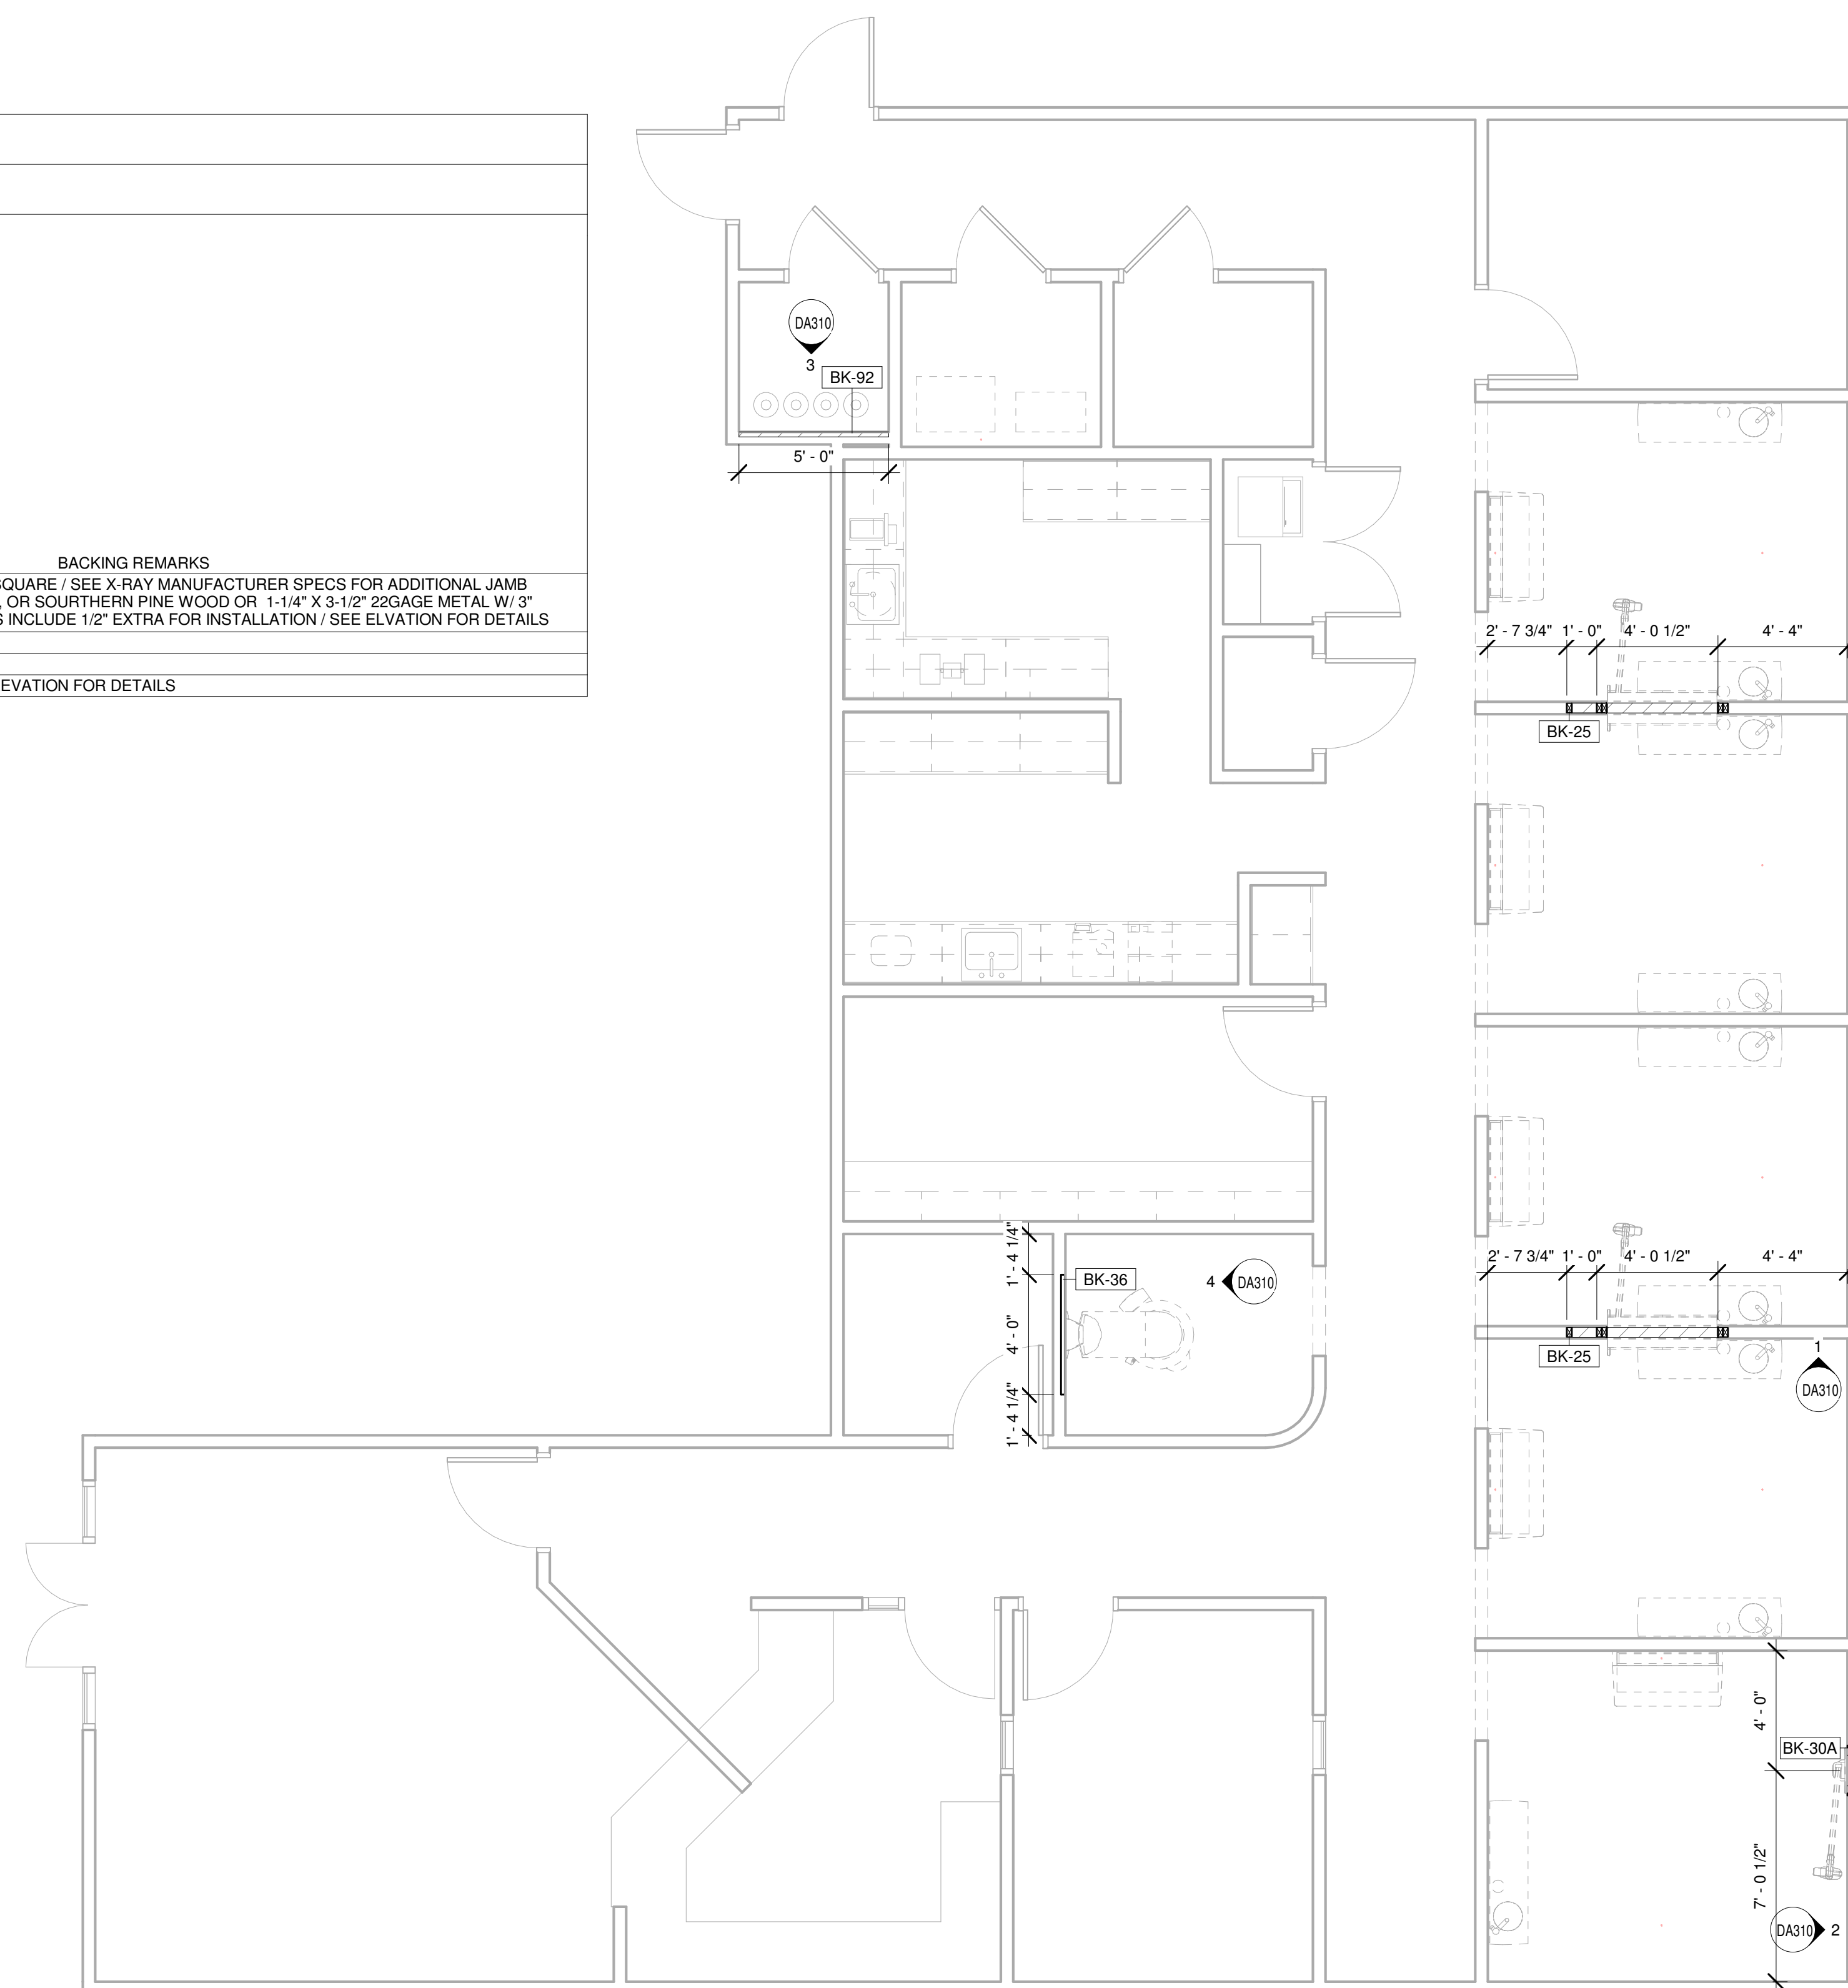 BACKING REMARKS
SQUARE / SEE X-RAY MANUFACTURER SPECS FOR ADDITIONAL JAMB
, OR SOURTHERN PINE WOOD OR 1-1/4" X 3-1/2" 22GAGE METAL W/ 3"
S INCLUDE 1/2" EXTRA FOR INSTALLATION / SEE ELVATION FOR DETAILS
EVATION FOR DETAILS
DA310
3
BK-92
5' - 0"
2' - 7 3/4" 1' - 0" 4' - 0 1/2" 4' - 4"
BK-25
1' - 4 1/4"
4' - 0"
1' - 4 1/4"
BK-36
4 DA310
2' - 7 3/4" 1' - 0" 4' - 0 1/2" 4' - 4"
BK-25
1
DA310
4' - 0"
BK-30A
7' - 0 1/2"
DA310 2